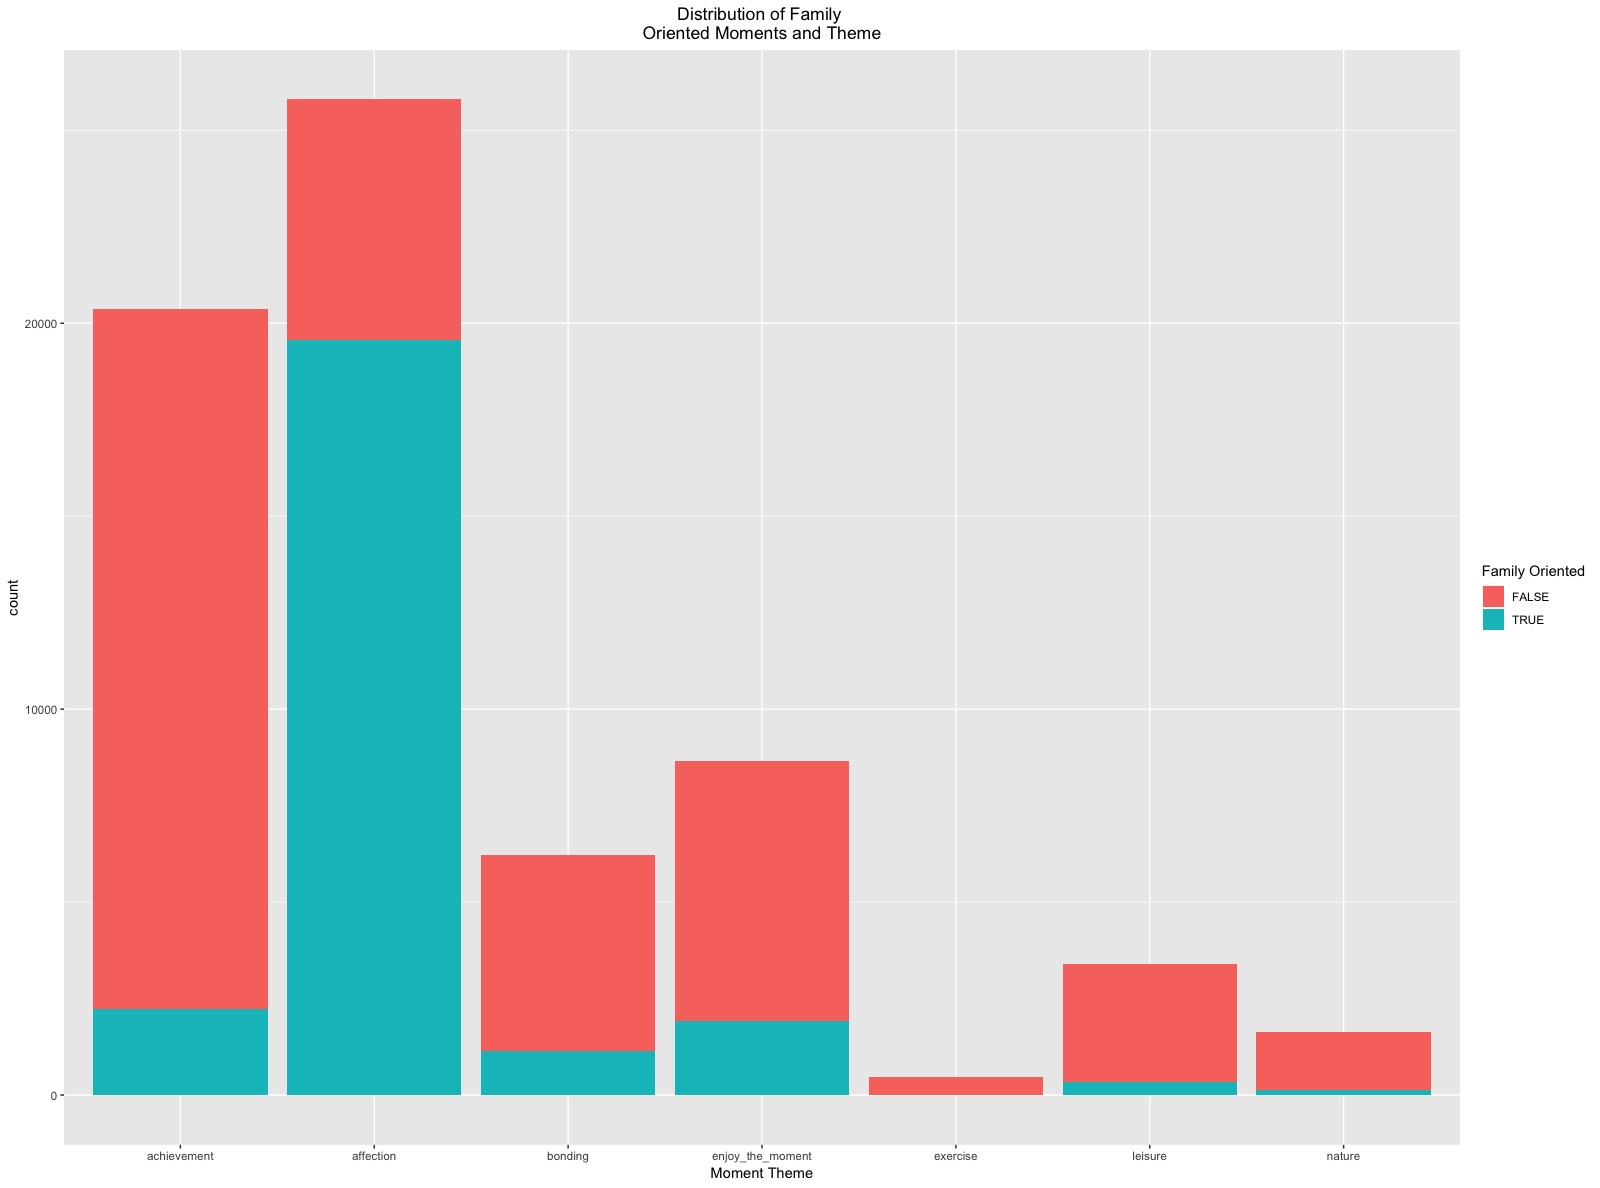 Distribution of Family
Oriented Moments and Theme
count
20000
10000
0
achievement
affection
bonding
enjoy_the_moment
exercise
leisure
nature
Moment Theme
Family Oriented
FALSE
TRUE